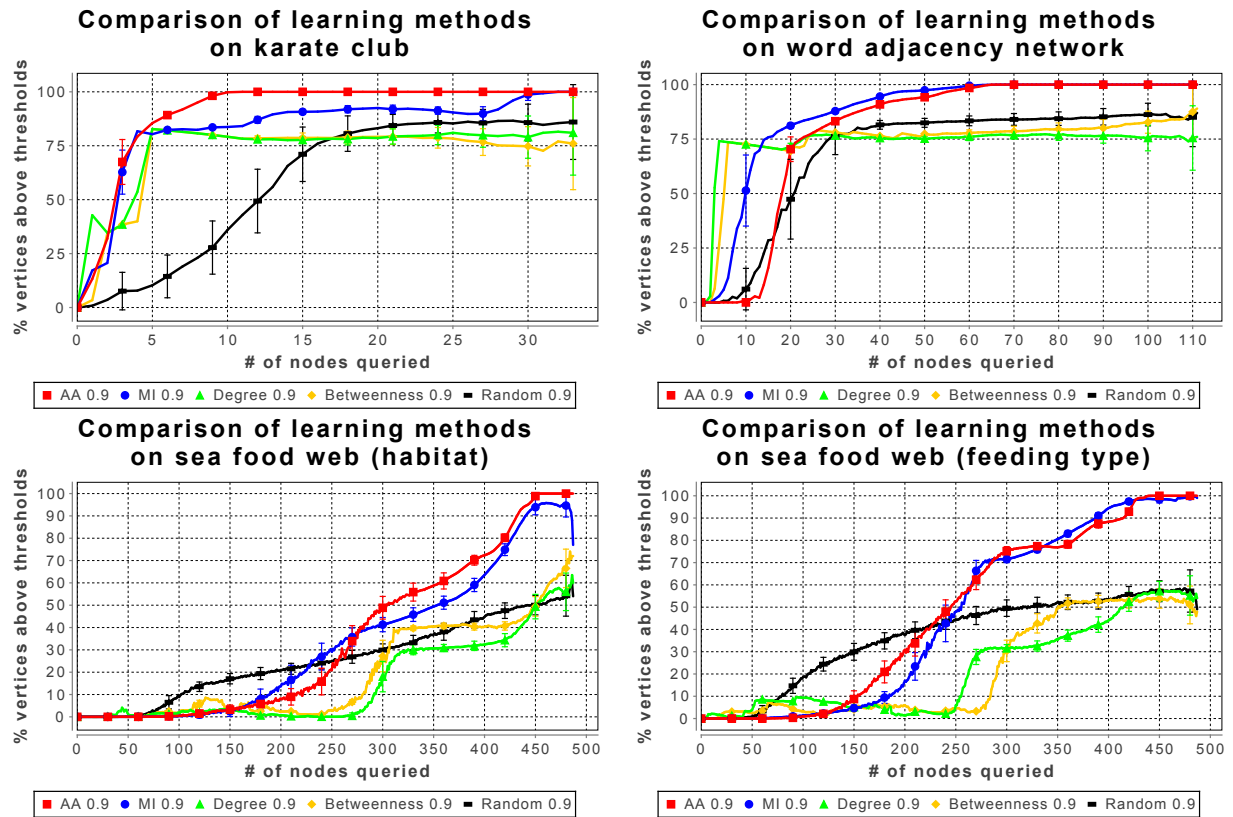 Comparison of learning methods
on karate club
% vertices above thresholds
100
75
50
25
0
0 5 10 15 20 25 30
# of nodes queried
AA 0.9 MI 0.9 Degree 0.9 Betweenness 0.9 Random 0.9
Comparison of learning methods
on word adjacency network
% vertices above thresholds
100
75
50
25
0
0 10 20 30 40 50 60 70 80 90 100 110
# of nodes queried
AA 0.9 MI 0.9 Degree 0.9 Betweenness 0.9 Random 0.9
Comparison of learning methods
on sea food web (habitat)
% vertices above thresholds
100
90
80
70
60
50
40
30
20
10
0
0 50 100 150 200 250 300 350 400 450 500
# of nodes queried
AA 0.9 MI 0.9 Degree 0.9 Betweenness 0.9 Random 0.9
Comparison of learning methods
on sea food web (feeding type)
% vertices above thresholds
100
90
80
70
60
50
40
30
20
10
0
0 50 100 150 200 250 300 350 400 450 500
# of nodes queried
AA 0.9 MI 0.9 Degree 0.9 Betweenness 0.9 Random 0.9